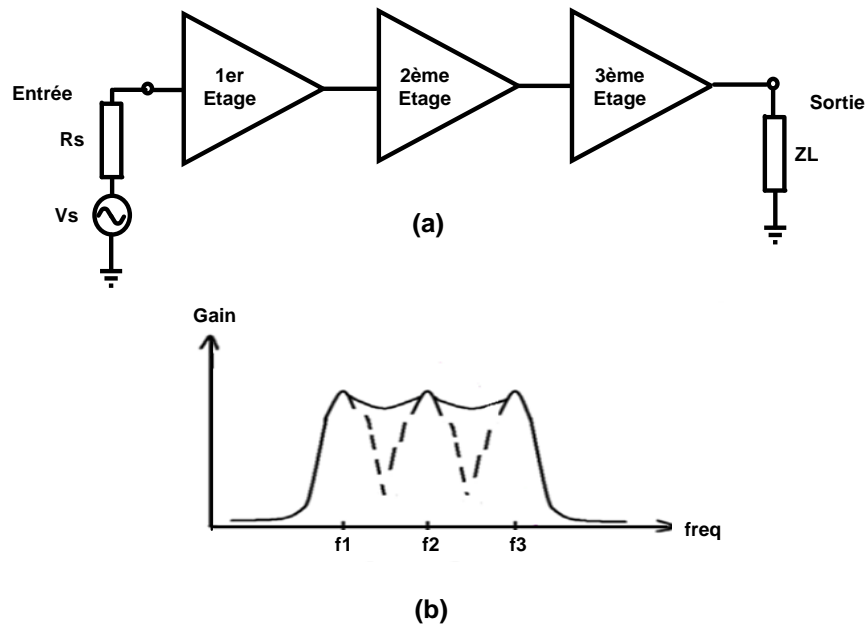 Entrée
Rs
Vs
1er
Etage
2ème
Etage
3ème
Etage
Sortie
ZL
(a)
Gain
f1 f2 f3
freq
(b)